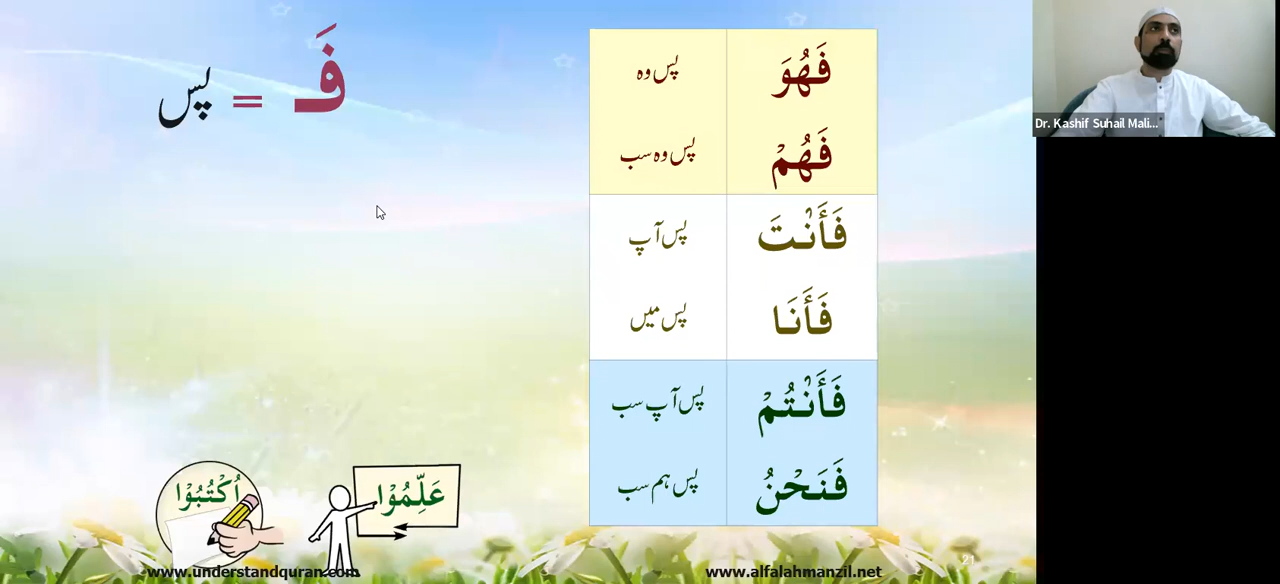 فَ = پس
فَهُوَ پس وہ
فَهُمْ پس وہ سب
فَأَنْتَ پس آپ
فَأَنَا پس میں
فَأَنْتُمْ پس آپ سب
فَنَحْنُ پس ہم سب
اُكْتُبُوْا
عَلِّمُوْا
www.understandquran.com
www.alfalahmanzil.net
21
Dr. Kashif Suhail Mali...